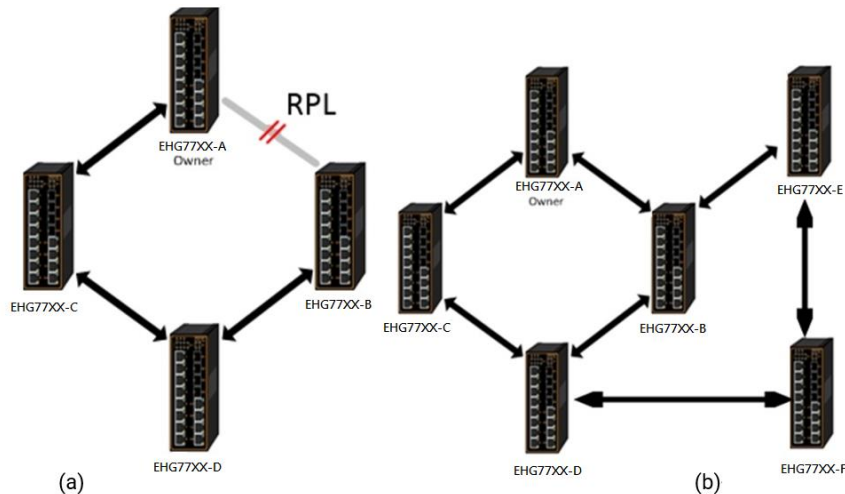 RPL
EHG77XX-A
Owner
EHG77XX-B
EHG77XX-C
EHG77XX-D
(a)
EHG77XX-A
Owner
EHG77XX-E
EHG77XX-B
EHG77XX-C
EHG77XX-D
EHG77XX-F
(b)